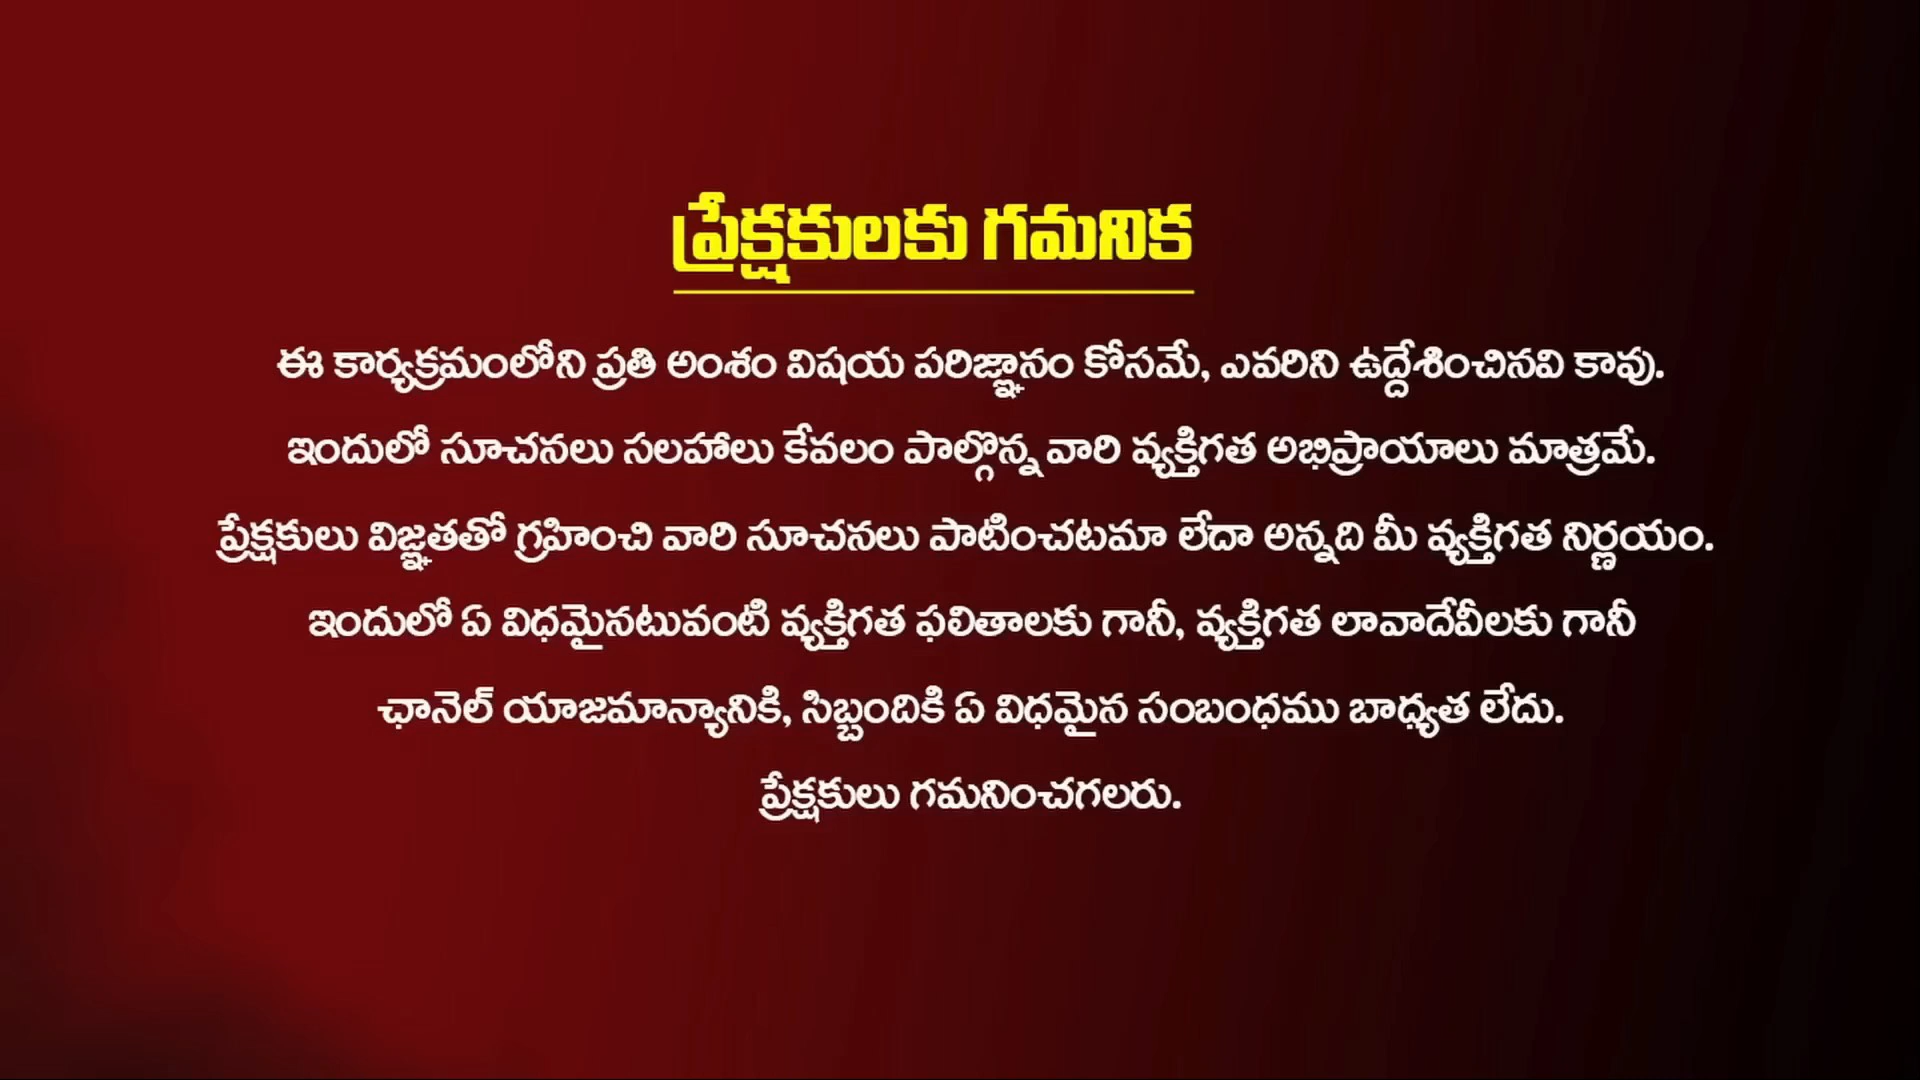 ప్రేక్షకులకు గమనిక
ఈ కార్యక్రమంలోని ప్రతి అంశం విషయ పరిజ్ఞానం కోసమే, ఎవరిని ఉద్దేశించినవి కావు.
ఇందులో సూచనలు సలహాలు కేవలం పాల్గొన్న వారి వ్యక్తిగత అభిప్రాయాలు మాత్రమే.
ప్రేక్షకులు విజ్ఞతతో గ్రహించి వారి సూచనలు పాటించటమా లేదా అన్నది మీ వ్యక్తిగత నిర్ణయం.
ఇందులో ఏ విధమైనటువంటి వ్యక్తిగత ఫలితాలకు గానీ, వ్యక్తిగత లావాదేవీలకు గానీ
ఛానెల్ యాజమాన్యానికి, సిబ్బందికి ఏ విధమైన సంబంధము బాధ్యత లేదు.
ప్రేక్షకులు గమనించగలరు.